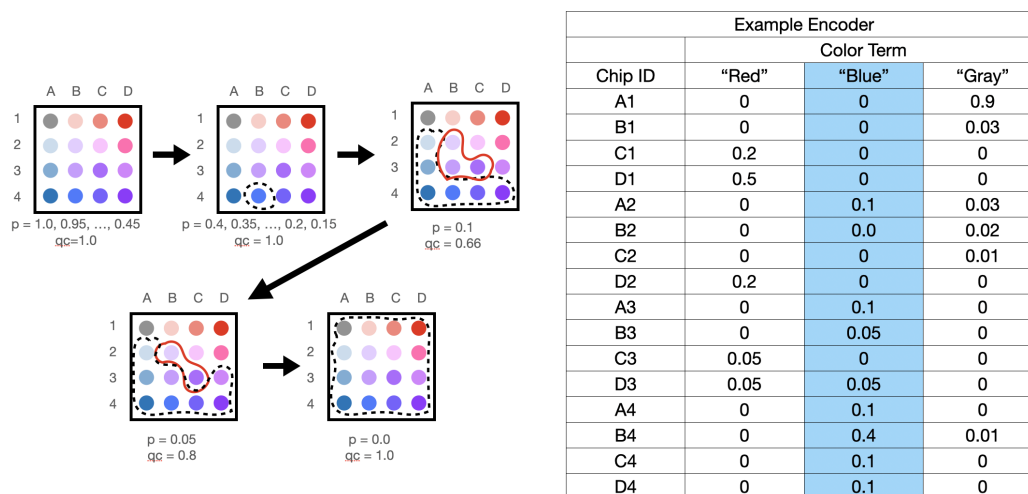 A B C D
1
2
3
4
p = 1.0, 0.95, ..., 0.45
qc=1.0
A B C D
1
2
3
4
p = 0.4, 0.35, ..., 0.2, 0.15
qc = 1.0
A B C D
1
2
3
4
p = 0.1
qc = 0.66
A B C D
1
2
3
4
p = 0.05
qc = 0.8
A B C D
1
2
3
4
p = 0.0
qc = 1.0
Example Encoder
Color Term
Chip ID “Red” “Blue” “Gray”
A1 0 0 0.9
B1 0 0 0.03
C1 0.2 0 0
D1 0.5 0 0
A2 0 0.1 0.03
B2 0 0.0 0.02
C2 0 0 0.01
D2 0.2 0 0
A3 0 0.1 0
B3 0 0.05 0
C3 0.05 0 0
D3 0.05 0.05 0
A4 0 0.1 0
B4 0 0.4 0.01
C4 0 0.1 0
D4 0 0.1 0